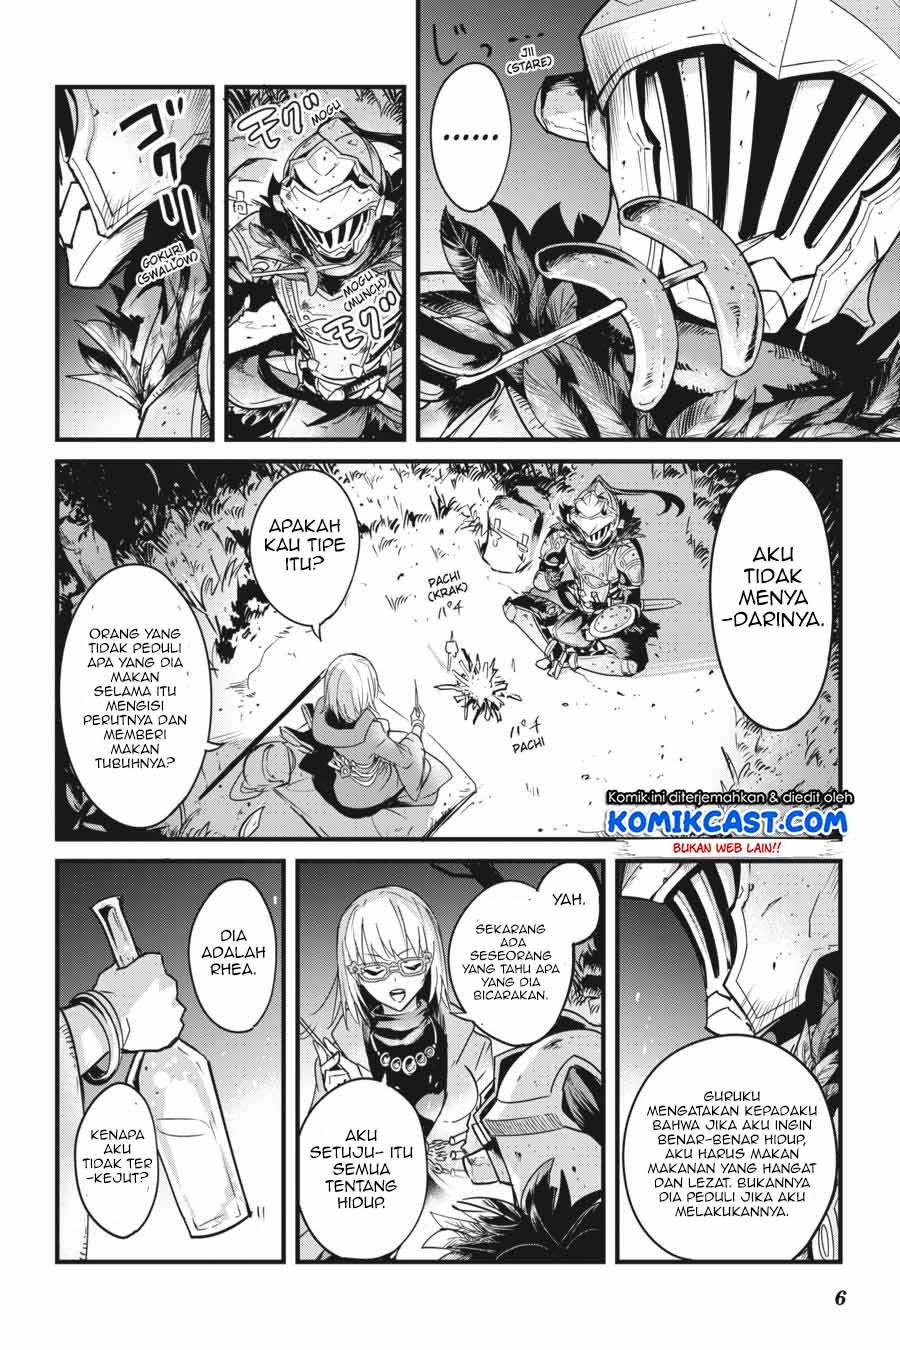 じっ…
JII
(STARE)
……
モグ
MOGU
MOGU
(MUNCH)
モグ
ゴクリ
GOKURI
(SWALLOW)
AKU
TIDAK
MENYA
-DARINYA.
APAKAH
KAU TIPE
ITU?
PACHI
(KRAK)
パチ
パチ
PACHI
ORANG YANG
TIDAK PEDULI
APA YANG DIA
MAKAN
SELAMA ITU
MENGISI
PERUTNYA DAN
MEMBERI
MAKAN
TUBUHNYA?
Komik ini diterjemahkan & diedit oleh
KOMIKCAST.COM
BUKAN WEB LAIN!!
GURUKU
MENGATAKAN KEPADAKU
BAHWA JIKA AKU INGIN
BENAR-BENAR HIDUP,
AKU HARUS MAKAN
MAKANAN YANG HANGAT
DAN LEZAT. BUKANNYA
DIA PEDULI JIKA AKU
MELAKUKANNYA.
YAH,
SEKARANG
ADA
SESEORANG
YANG TAHU APA
YANG DIA
BICARAKAN.
AKU
SETUJU- ITU
SEMUA
TENTANG
HIDUP.
DIA
ADALAH
RHEA.
KENAPA
AKU
TIDAK TER
-KEJUT?
6